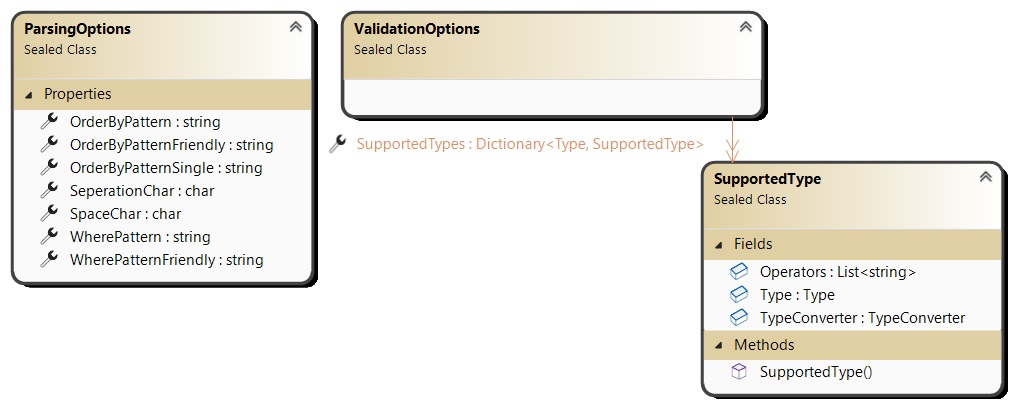 ParsingOptions
Sealed Class
Properties
OrderByPattern : string
OrderByPatternFriendly : string
OrderByPatternSingle : string
SeperationChar : char
SpaceChar : char
WherePattern : string
WherePatternFriendly : string
ValidationOptions
Sealed Class
SupportedTypes : Dictionary<Type, SupportedType>
SupportedType
Sealed Class
Fields
Operators : List<string>
Type : Type
TypeConverter : TypeConverter
Methods
SupportedType()